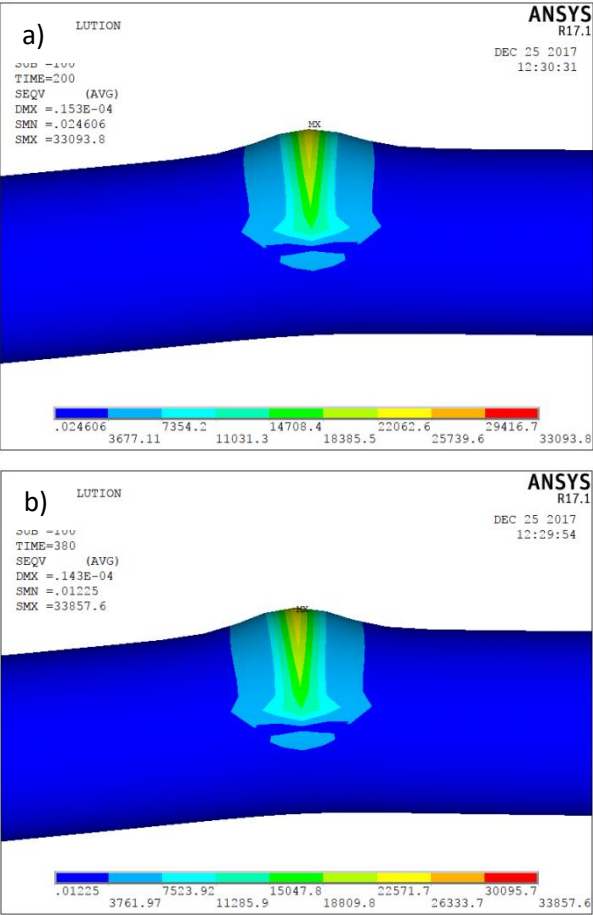 a)
LUTION
ANSYS
R17.1
DEC 25 2017
12:30:31
SUB =100
TIME=200
SEQV (AVG)
DMX =.153E-04
SMN =.024606
SMX =33093.8
MX
.024606 7354.2 14708.4 22062.6 29416.7
3677.11 11031.3 18385.5 25739.6 33093.8
b)
LUTION
ANSYS
R17.1
DEC 25 2017
12:29:54
SUB =100
TIME=380
SEQV (AVG)
DMX =.143E-04
SMN =.01225
SMX =33857.6
MX
.01225 7523.92 15047.8 22571.7 30095.7
3761.97 11285.9 18809.8 26333.7 33857.6